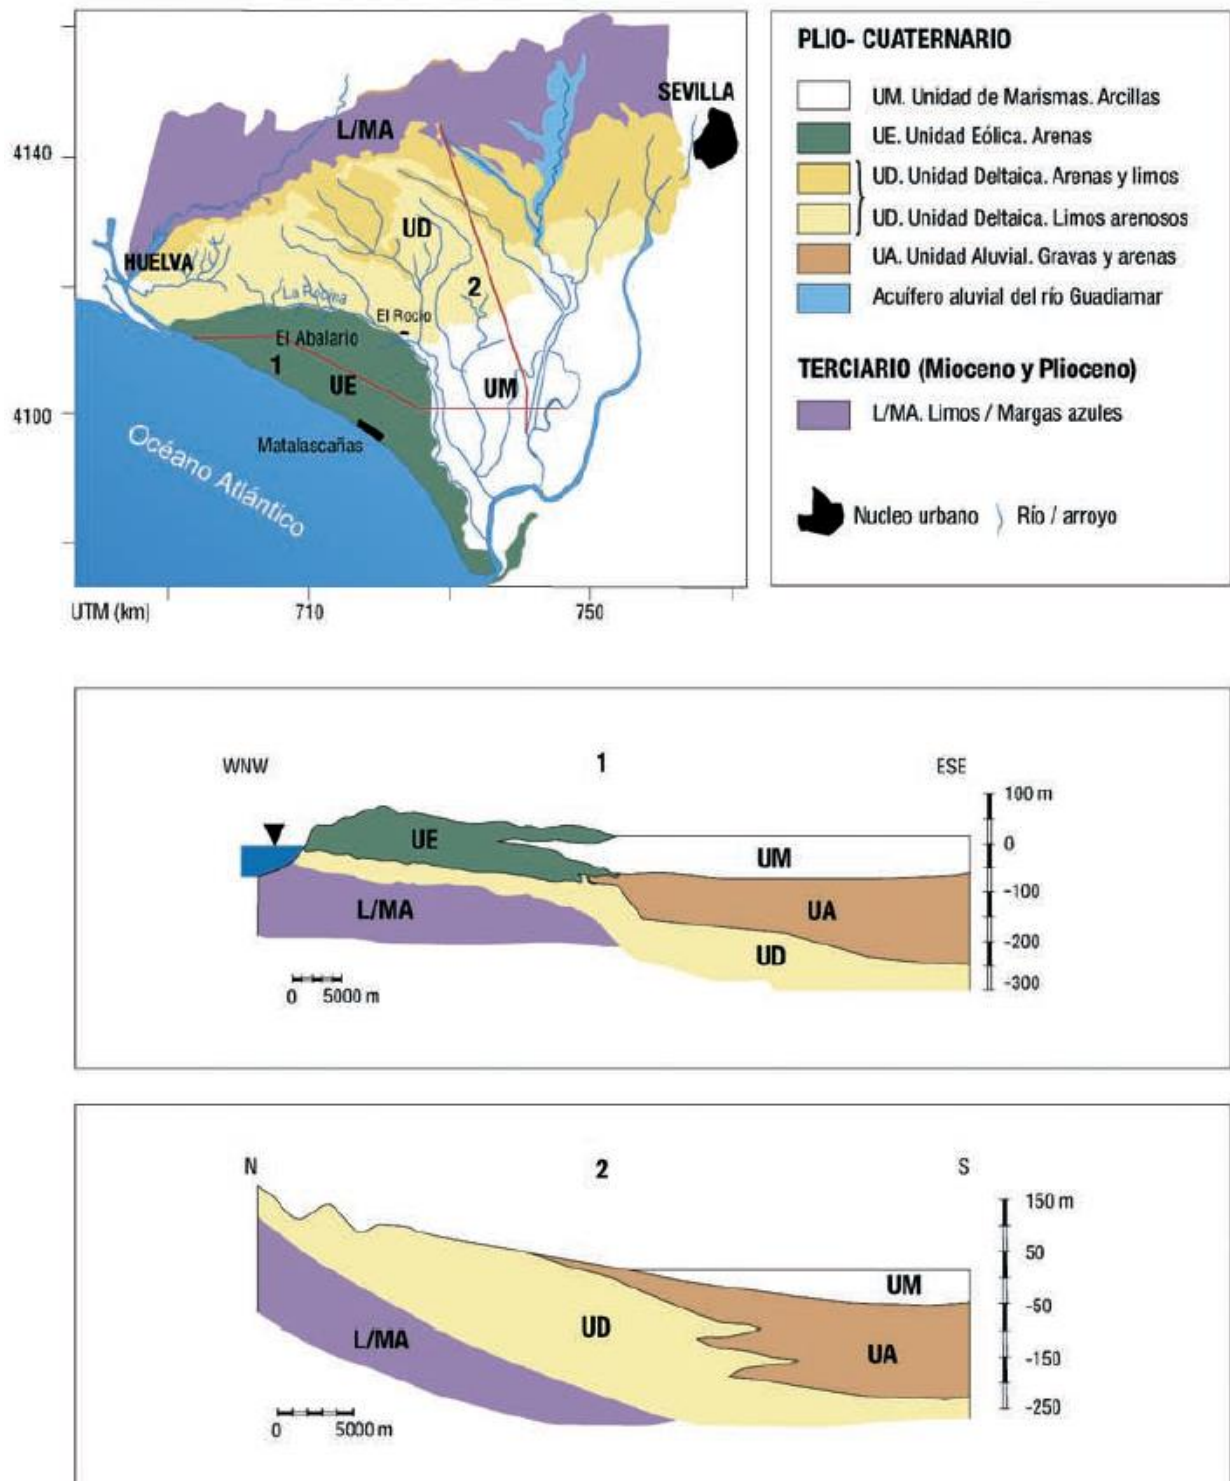 4140
4100
UTM (km)
710
750
L/MA
SEVILLA
HUELVA
UD
2
La Rocina
El Rocío
El Abalario
1
UE
UM
Matalascañas
Océano Atlántico
PLIO- CUATERNARIO
UM. Unidad de Marismas. Arcillas
UE. Unidad Eólica. Arenas
UD. Unidad Deltaica. Arenas y limos
UD. Unidad Deltaica. Limos arenosos
UA. Unidad Aluvial. Gravas y arenas
Acuífero aluvial del río Guadiamar
TERCIARIO (Mioceno y Plioceno)
L/MA. Limos / Margas azules
Nucleo urbano
Río / arroyo
WNW
1
ESE
100 m
0
-100
-200
-300
UE
UM
L/MA
UA
UD
0 5000 m
N
2
S
150 m
50
-50
-150
-250
UM
UD
L/MA
UA
0 5000 m